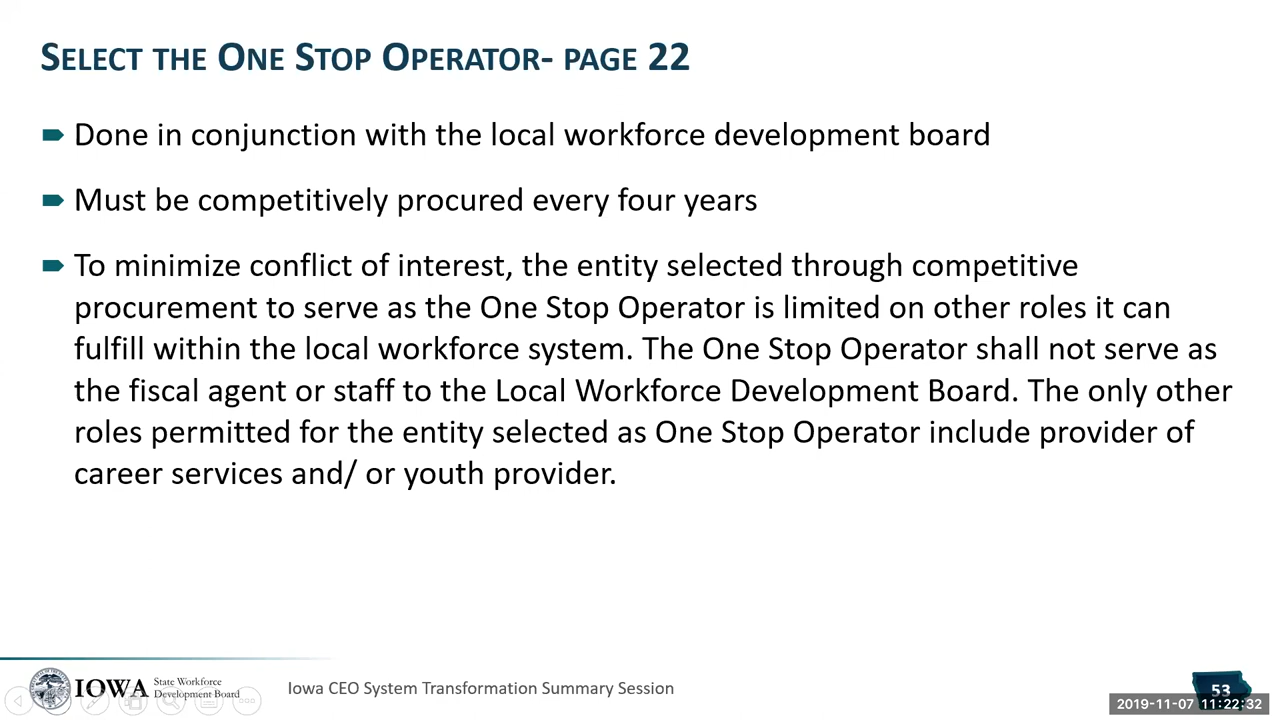 SELECT THE ONE STOP OPERATOR- PAGE 22
Done in conjunction with the local workforce development board
Must be competitively procured every four years
To minimize conflict of interest, the entity selected through competitive
procurement to serve as the One Stop Operator is limited on other roles it can
fulfill within the local workforce system. The One Stop Operator shall not serve as
the fiscal agent or staff to the Local Workforce Development Board. The only other
roles permitted for the entity selected as One Stop Operator include provider of
career services and/ or youth provider.
IOWA
State Workforce
Development Board
Iowa CEO System Transformation Summary Session
53
2019-11-07 11:22:32